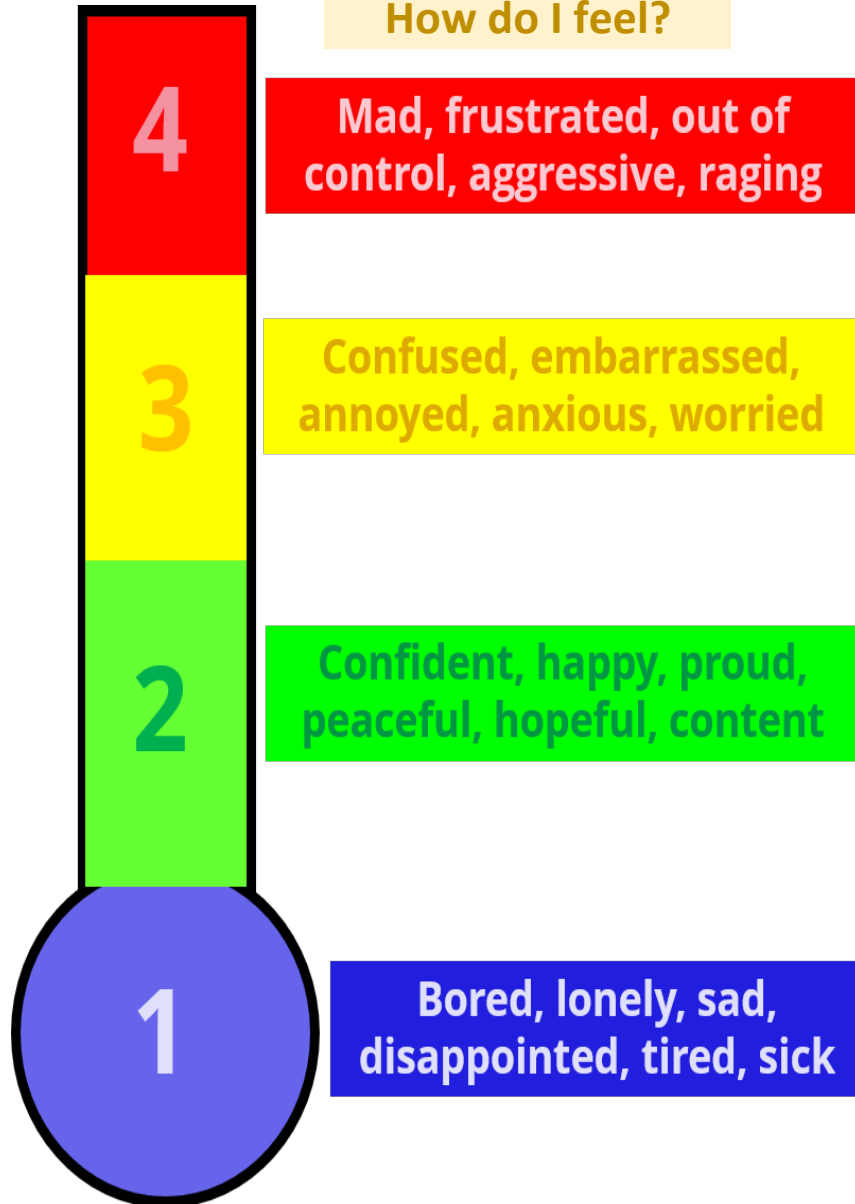 How do I feel?
4
Mad, frustrated, out of
control, aggressive, raging
3
Confused, embarrassed,
annoyed, anxious, worried
2
Confident, happy, proud,
peaceful, hopeful, content
1
Bored, lonely, sad,
disappointed, tired, sick